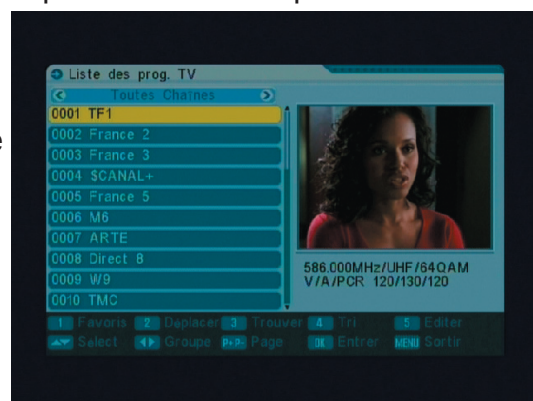 e
Liste des prog. TV
Toutes Chaînes
0001 TF1
0002 France 2
0003 France 3
0004 $CANAL+
0005 France 5
0006 M6
0007 ARTE
0008 Direct 8
0009 W9
0010 TMC
586.000MHz/UHF/64QAM
V/A/PCR 120/130/120
1 Favoris 2 Deplacer 3 Trouver 4 Tri 5 Editer
Select Groupe P+P- Page OK Entrer MENU Sortir